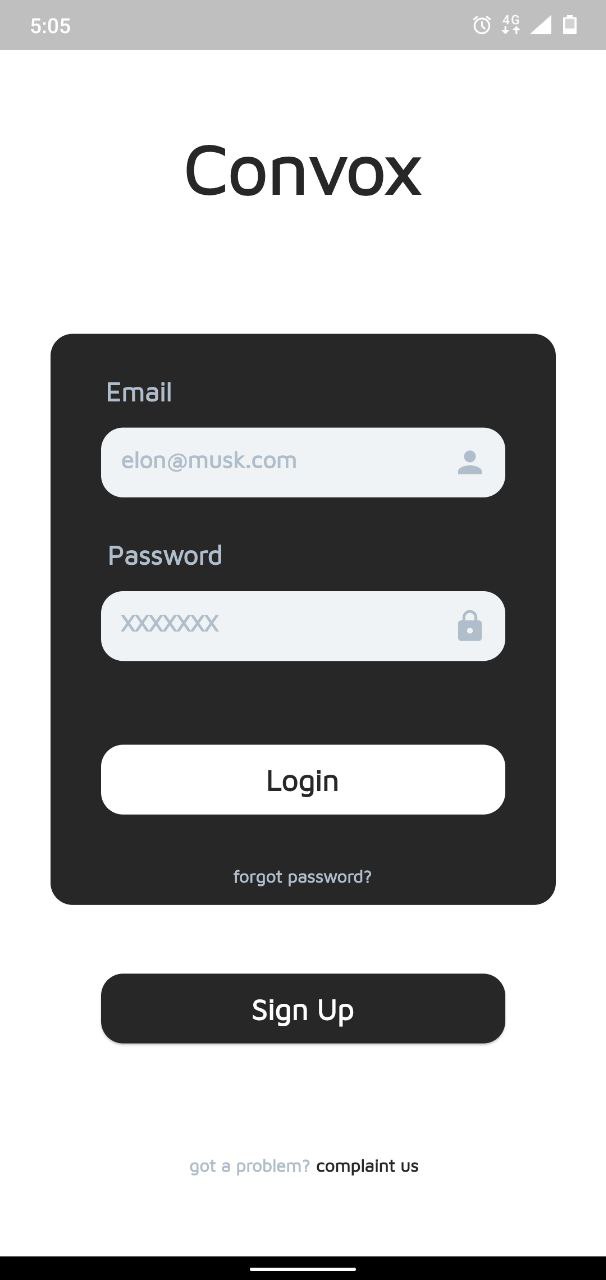 5:05
4G
Convox
Email
elon@musk.com
Password
XXXXXXX
Login
forgot password?
Sign Up
got a problem? complaint us